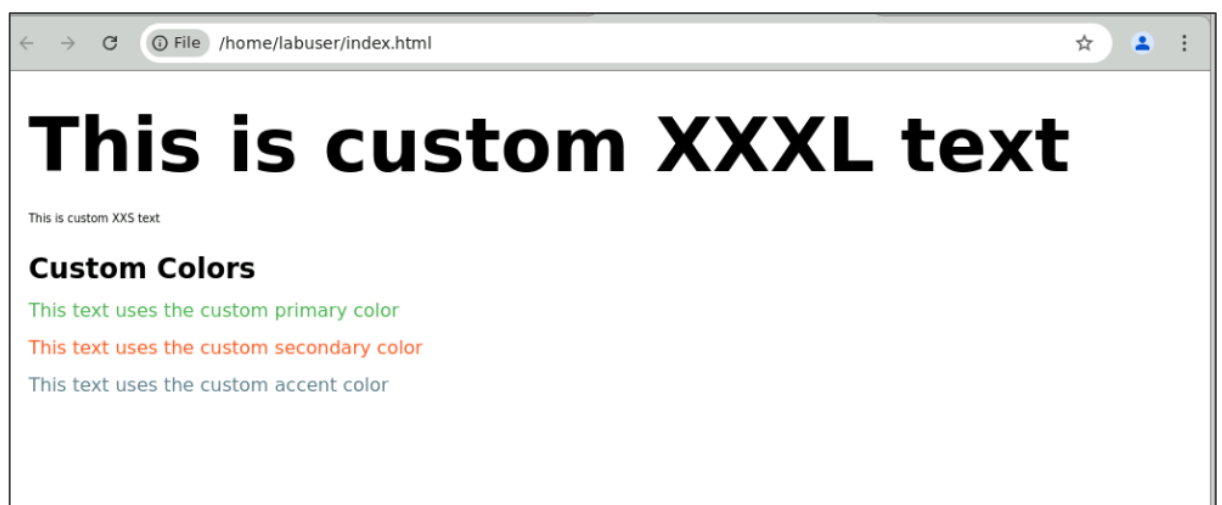 File /home/labuser/index.html
This is custom XXXL text
This is custom XXS text
Custom Colors
This text uses the custom primary color
This text uses the custom secondary color
This text uses the custom accent color